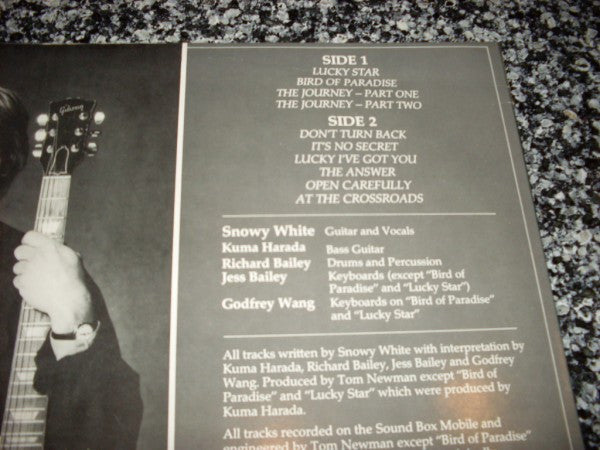 Gibson
SIDE 1
LUCKY STAR
BIRD OF PARADISE
THE JOURNEY – PART ONE
THE JOURNEY – PART TWO
SIDE 2
DON'T TURN BACK
IT'S NO SECRET
LUCKY I'VE GOT YOU
THE ANSWER
OPEN CAREFULLY
AT THE CROSSROADS
Snowy White Guitar and Vocals
Kuma Harada Bass Guitar
Richard Bailey Drums and Percussion
Jess Bailey Keyboards (except "Bird of
Paradise" and "Lucky Star")
Godfrey Wang Keyboards on "Bird of Paradise"
and "Lucky Star"
All tracks written by Snowy White with interpretation by
Kuma Harada, Richard Bailey, Jess Bailey and Godfrey
Wang. Produced by Tom Newman except "Bird of
Paradise" and "Lucky Star" which were produced by
Kuma Harada.
All tracks recorded on the Sound Box Mobile and
engineered by Tom Newman except "Bird of Paradise"